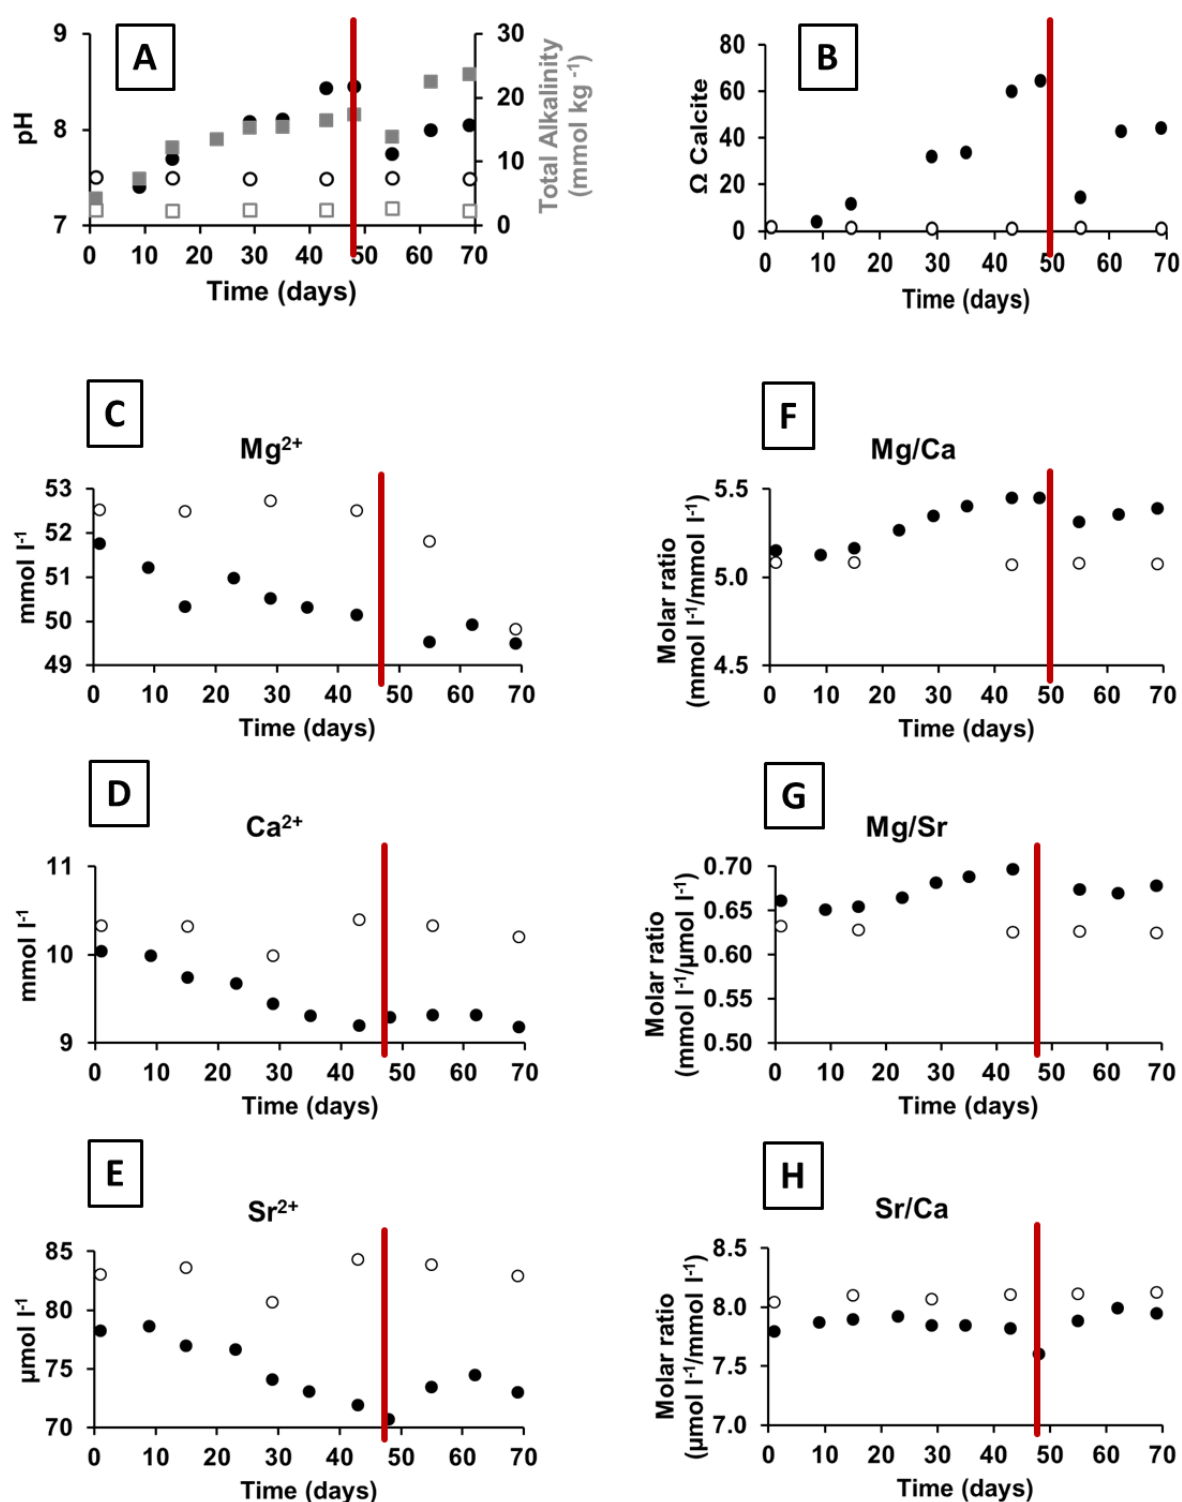 A
9
8
7
pH
30
20
10
0
Total Alkalinity
(mmol kg -1)
0 10 20 30 40 50 60 70
Time (days)
B
80
60
40
20
0
Ω Calcite
0 10 20 30 40 50 60 70
Time (days)
C
Mg2+
53
52
51
50
49
mmol l-1
0 10 20 30 40 50 60 70
Time (days)
F
Mg/Ca
5.5
5.0
4.5
Molar ratio
(mmol l-1/mmol l-1)
0 10 20 30 40 50 60 70
Time (days)
D
Ca2+
11
10
9
mmol l-1
0 10 20 30 40 50 60 70
Time (days)
G
Mg/Sr
0.70
0.65
0.60
0.55
0.50
Molar ratio
(mmol l-1/µmol l-1)
0 10 20 30 40 50 60 70
Time (days)
E
Sr2+
85
80
75
70
µmol l-1
0 10 20 30 40 50 60 70
Time (days)
H
Sr/Ca
8.5
8.0
7.5
7.0
Molar ratio
(µmol l-1/mmol l-1)
0 10 20 30 40 50 60 70
Time (days)